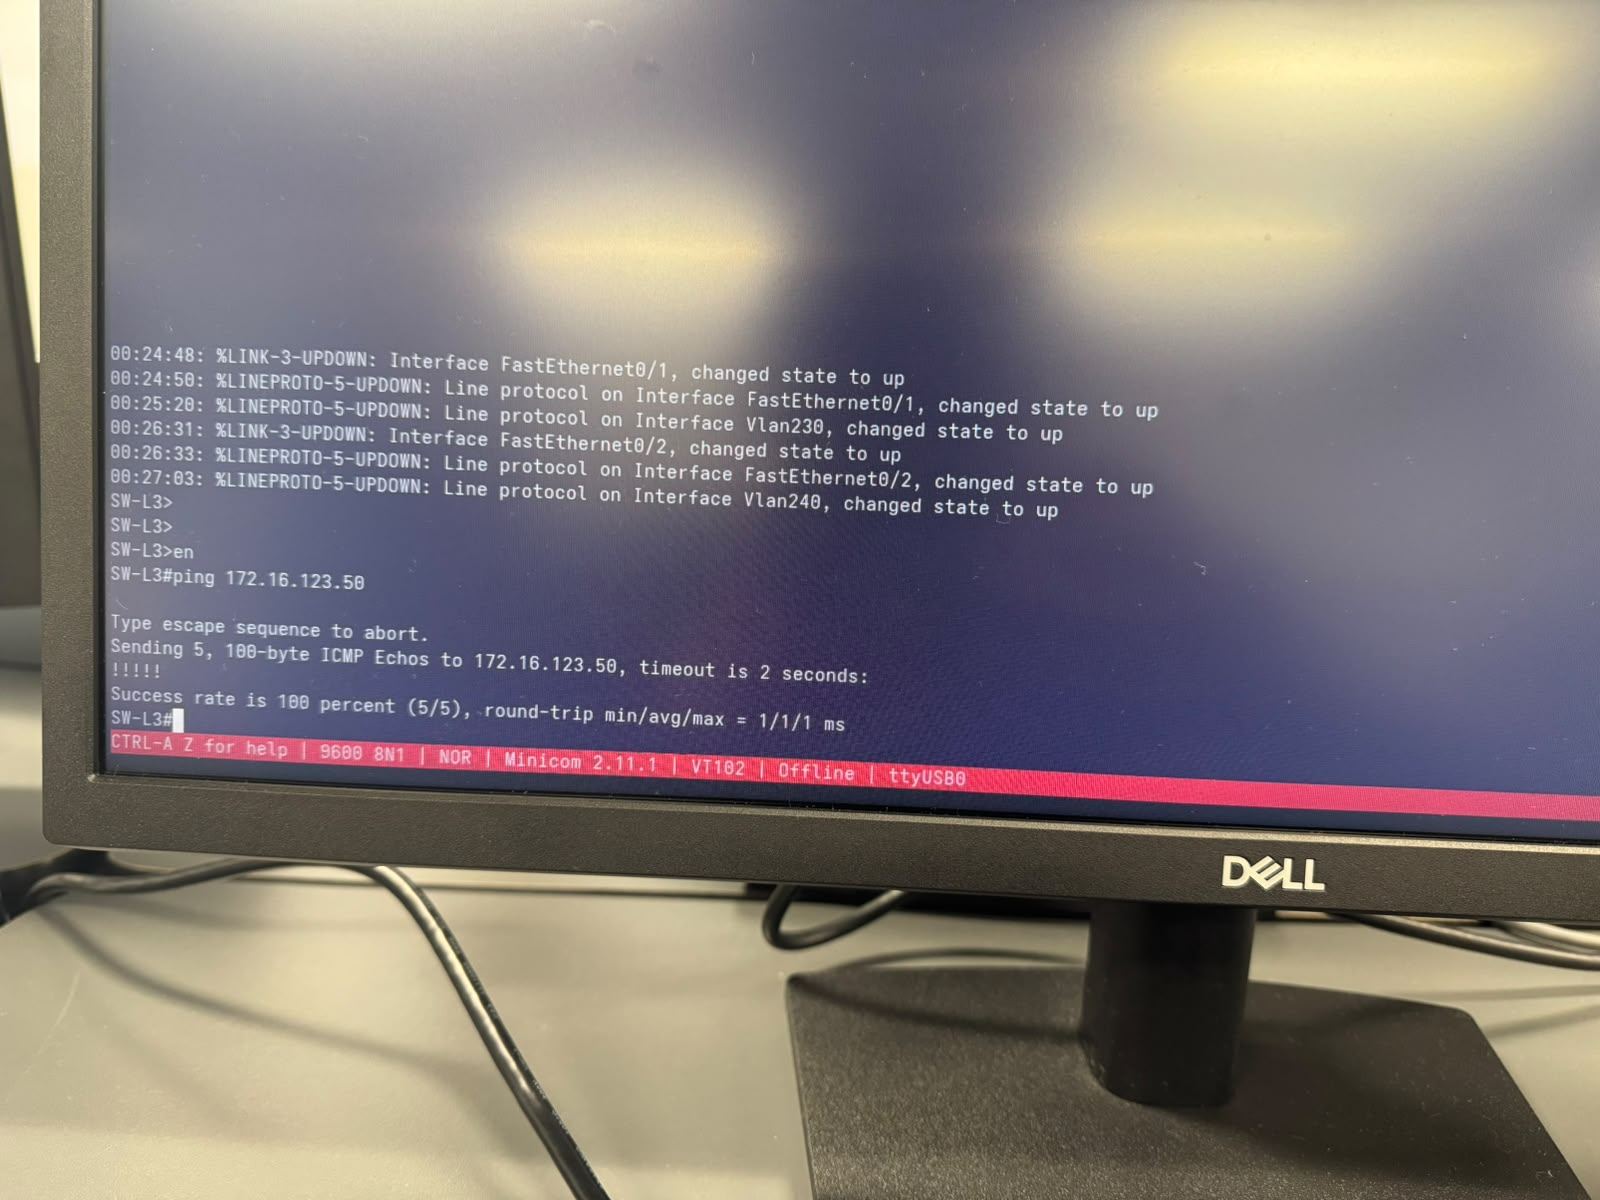 00:24:48: %LINK-3-UPDOWN: Interface FastEthernet0/1, changed state to up
00:24:50: %LINEPROTO-5-UPDOWN: Line protocol on Interface FastEthernet0/1, changed state to up
00:25:20: %LINEPROTO-5-UPDOWN: Line protocol on Interface Vlan230, changed state to up
00:26:31: %LINK-3-UPDOWN: Interface FastEthernet0/2, changed state to up
00:26:33: %LINEPROTO-5-UPDOWN: Line protocol on Interface FastEthernet0/2, changed state to up
00:27:03: %LINEPROTO-5-UPDOWN: Line protocol on Interface Vlan240, changed state to up
SW-L3>
SW-L3>
SW-L3>en
SW-L3#ping 172.16.123.50
Type escape sequence to abort.
Sending 5, 100-byte ICMP Echos to 172.16.123.50, timeout is 2 seconds:
!!!!!
Success rate is 100 percent (5/5), round-trip min/avg/max = 1/1/1 ms
SW-L3#
CTRL-A Z for help | 9600 8N1 | NOR | Minicom 2.11.1 | VT102 | Offline | ttyUSB0
DELL